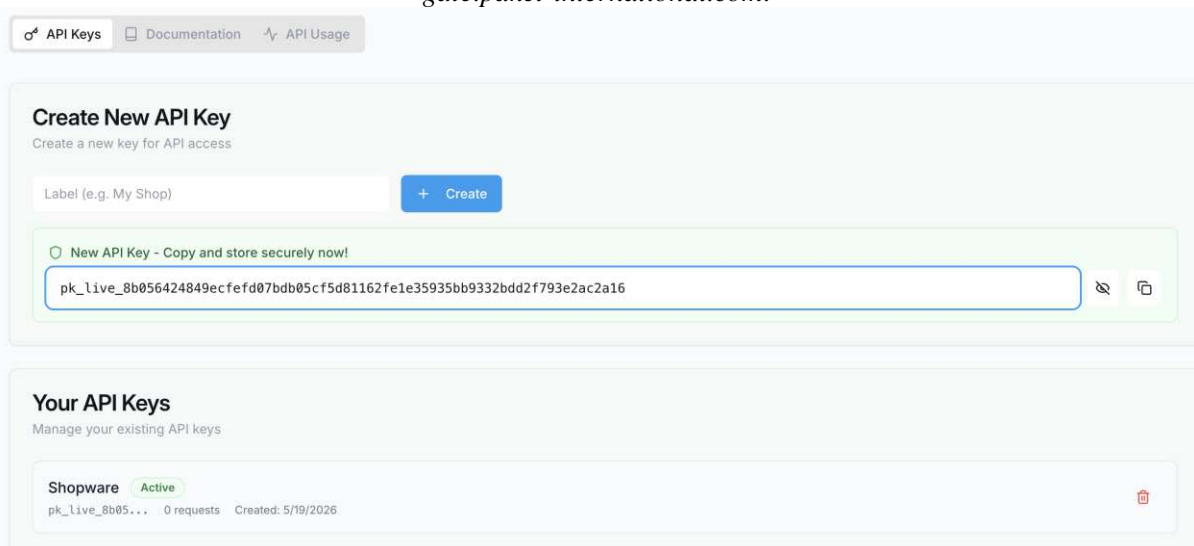 API Keys Documentation API Usage
Create New API Key
Create a new key for API access
Label (e.g. My Shop) + Create
New API Key - Copy and store securely now!
pk_live_8b056424849ecfefd07bdb05cf5d81162fe1e35935bb9332bdd2f793e2ac2a16
Your API Keys
Manage your existing API keys
Shopware Active
pk_live_8b05... 0 requests Created: 5/19/2026